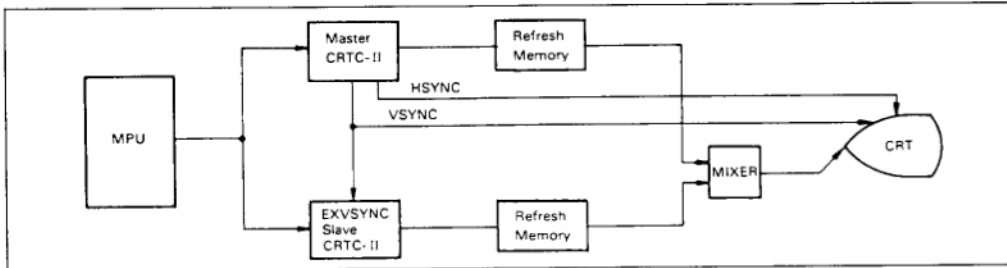 Master
CRTC-II
Refresh
Memory
HSYNC
VSYNC
MPU
CRT
MIXER
EXVSYNC
Slave
CRTC-II
Refresh
Memory